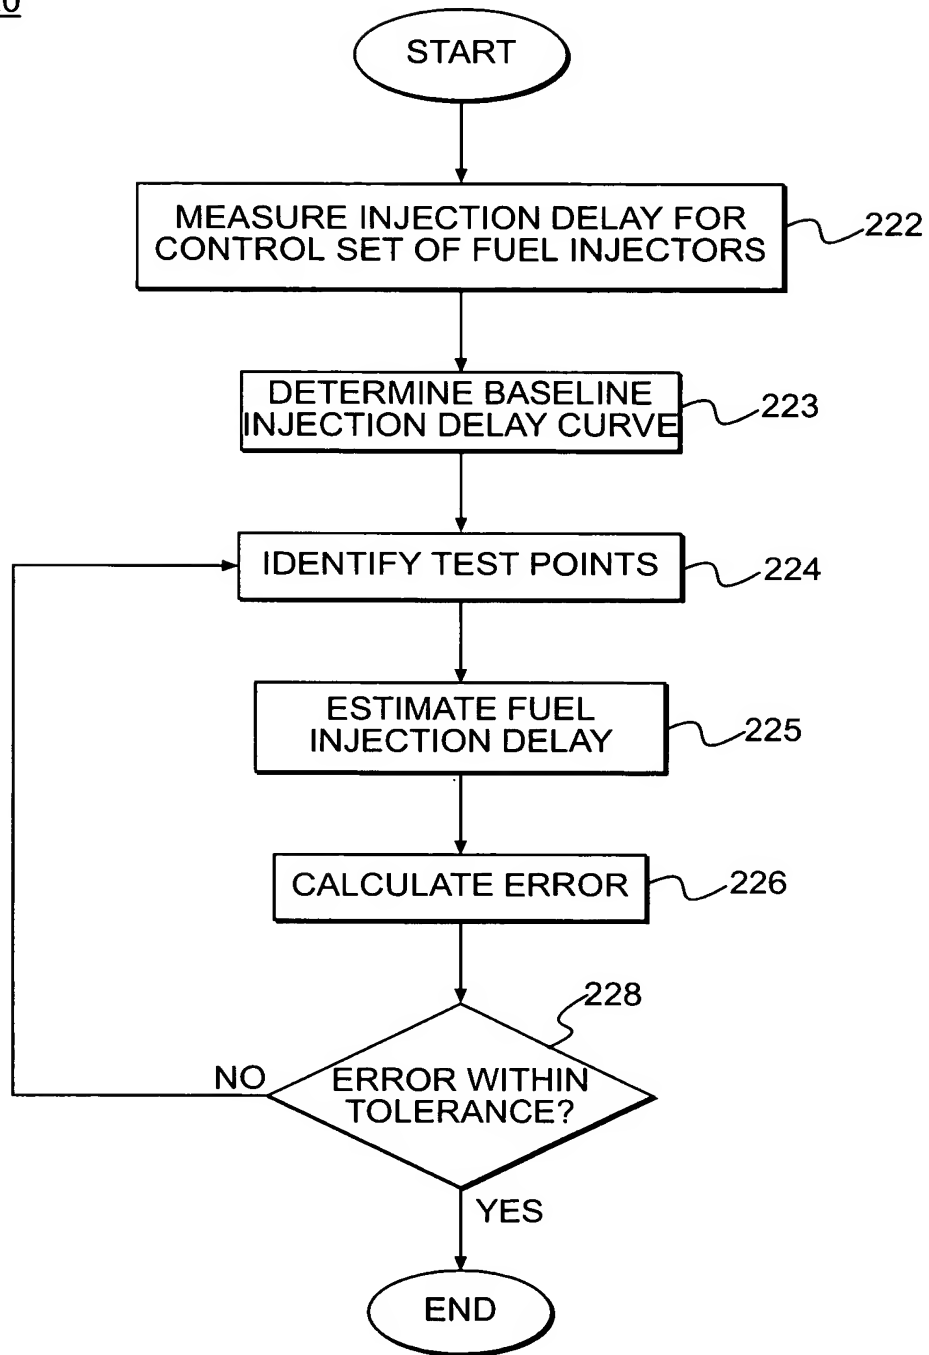 START
MEASURE INJECTION DELAY FOR
CONTROL SET OF FUEL INJECTORS
222
DETERMINE BASELINE
INJECTION DELAY CURVE
223
IDENTIFY TEST POINTS
224
ESTIMATE FUEL
INJECTION DELAY
225
CALCULATE ERROR
226
228
NO
ERROR WITHIN
TOLERANCE?
YES
END